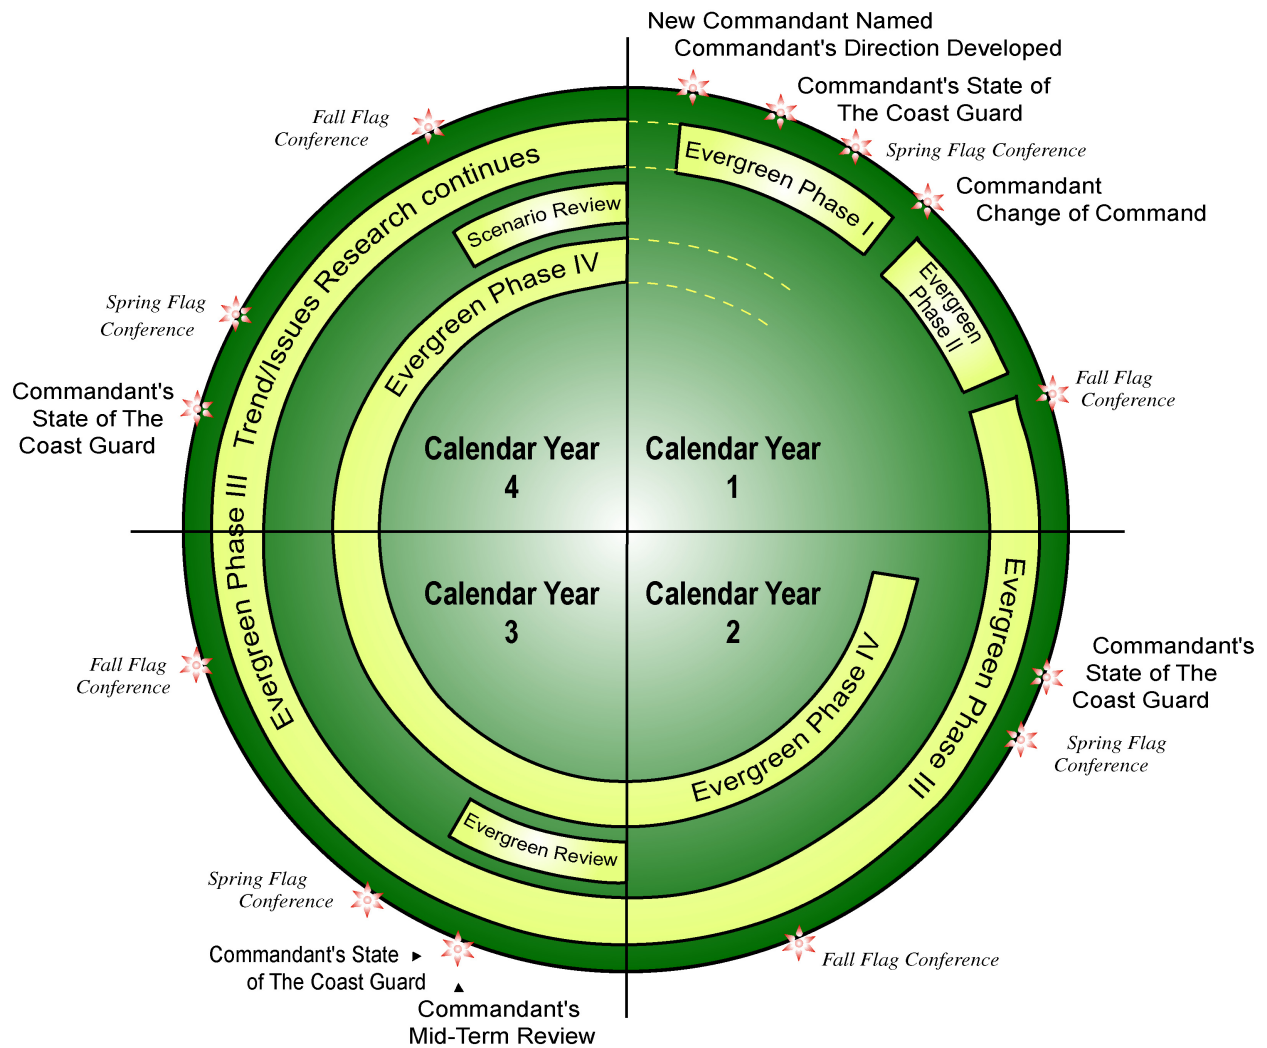 New Commandant Named
Commandant's Direction Developed
Commandant's State of
The Coast Guard
Spring Flag Conference
Commandant
Change of Command
Fall Flag
Conference
Commandant's
State of The
Coast Guard
Spring Flag
Conference
Fall Flag Conference
Commandant's
Mid-Term Review
Commandant's State
of The Coast Guard
Spring Flag
Conference
Fall Flag
Conference
Commandant's
State of The
Coast Guard
Spring Flag
Conference
Fall Flag
Conference
Evergreen Phase I
Evergreen
Phase II
Evergreen Phase III
Evergreen Phase IV
Evergreen Review
Evergreen Phase III Trend/Issues Research continues
Scenario Review
Evergreen Phase IV
Calendar Year
1
Calendar Year
2
Calendar Year
3
Calendar Year
4